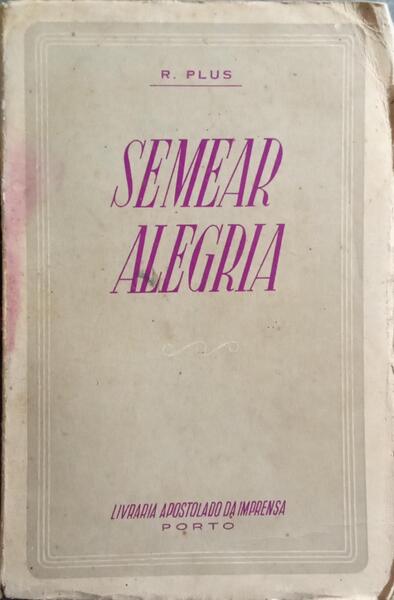 R. PLUS
SEMEAR
ALEGRIA
LIVRARIA APOSTOLADO DA IMPRENSA
PORTO